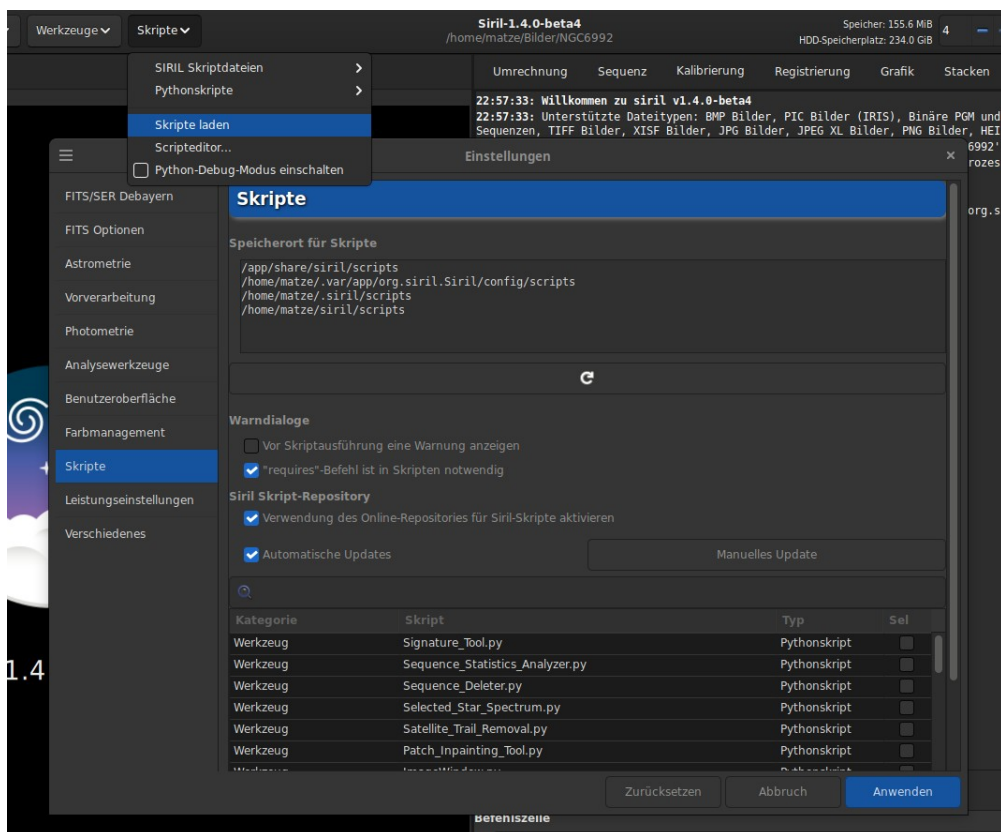 Werkzeuge Skripte
Siril-1.4.0-beta4
/home/matze/Bilder/NGC6992
Speicher: 155.6 MiB
HDD-Speicherplatz: 234.0 GiB
4
SIRIL Skriptdateien
Pythonskripte
Skripte laden
Scripteditor...
Python-Debug-Modus einschalten
Umrechnung Sequenz Kalibrierung Registrierung Grafik Stacken
22:57:33: Willkommen zu siril v1.4.0-beta4
22:57:33: Unterstützte Dateitypen: BMP Bilder, PIC Bilder (IRIS), Binäre PGM und
Sequenzen, TIFF Bilder, XISF Bilder, JPG Bilder, JPEG XL Bilder, PNG Bilder, HEI
6992'
rozes
org.s
Einstellungen
FITS/SER Debayern
FITS Optionen
Astrometrie
Vorverarbeitung
Photometrie
Analysewerkzeuge
Benutzeroberfläche
Farbmanagement
Skripte
Leistungseinstellungen
Verschiedenes
Skripte
Speicherort für Skripte
/app/share/siril/scripts
/home/matze/.var/app/org.siril.Siril/config/scripts
/home/matze/.siril/scripts
/home/matze/siril/scripts
Warndialoge
Vor Skriptausführung eine Warnung anzeigen
"requires"-Befehl ist in Skripten notwendig
Siril Skript-Repository
Verwendung des Online-Repositories für Siril-Skripte aktivieren
Automatische Updates Manuelles Update
Kategorie Skript Typ Sel
Werkzeug Signature_Tool.py Pythonskript
Werkzeug Sequence_Statistics_Analyzer.py Pythonskript
Werkzeug Sequence_Deleter.py Pythonskript
Werkzeug Selected_Star_Spectrum.py Pythonskript
Werkzeug Satellite_Trail_Removal.py Pythonskript
Werkzeug Patch_Inpainting_Tool.py Pythonskript
Zurücksetzen Abbruch Anwenden
1.4
Befehlszeile